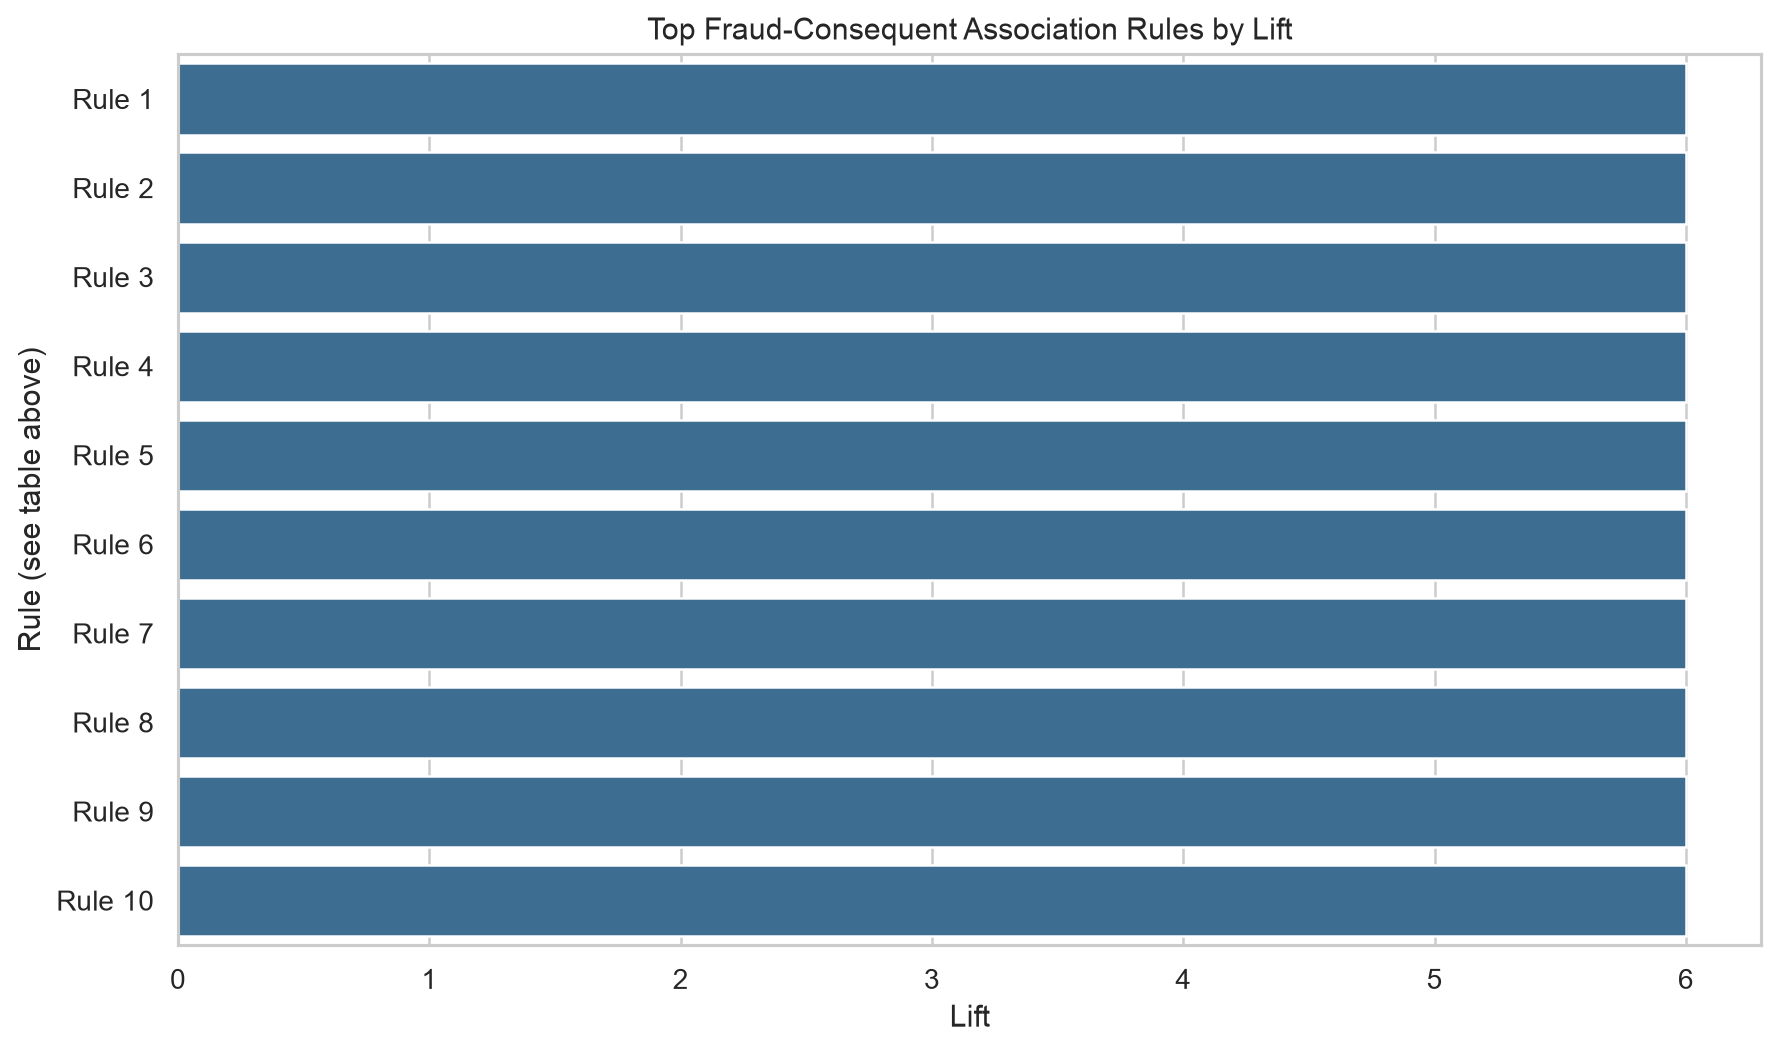 Top Fraud-Consequent Association Rules by Lift
Rule (see table above)
Rule 1
Rule 2
Rule 3
Rule 4
Rule 5
Rule 6
Rule 7
Rule 8
Rule 9
Rule 10
0 1 2 3 4 5 6
Lift